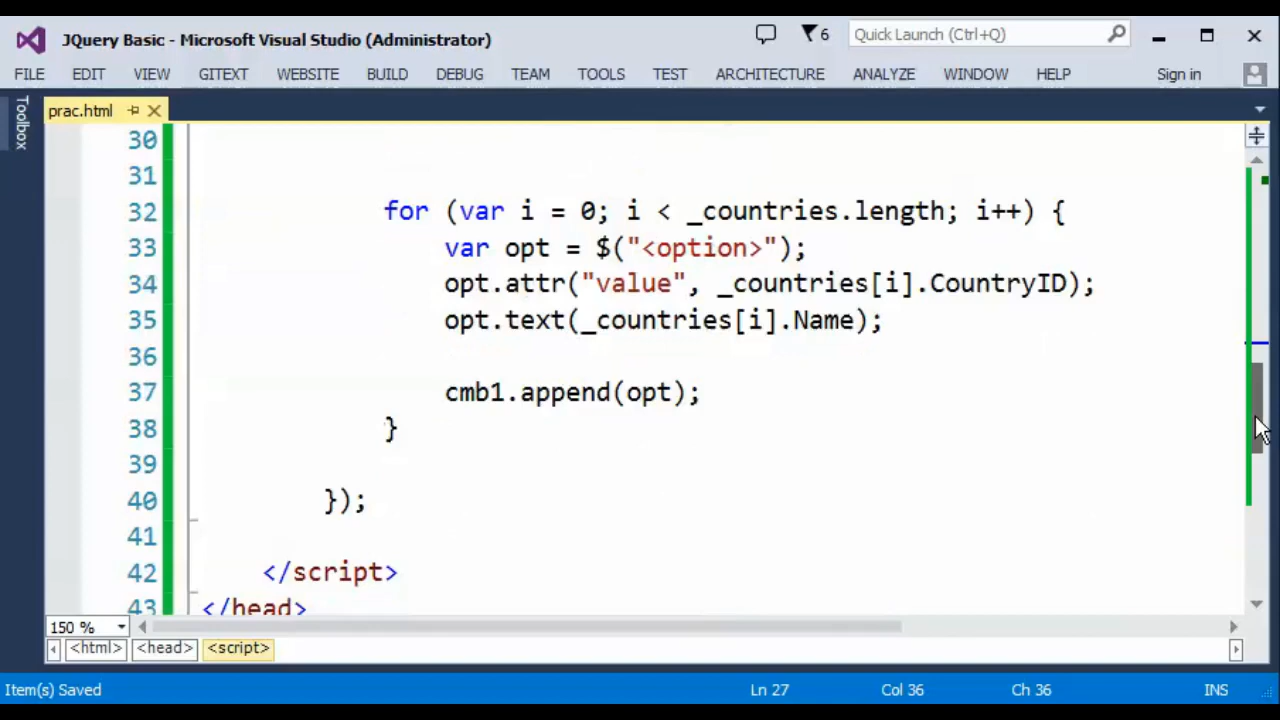 JQuery Basic - Microsoft Visual Studio (Administrator)
6
Quick Launch (Ctrl+Q)
FILE EDIT VIEW GITEXT WEBSITE BUILD DEBUG TEAM TOOLS TEST ARCHITECTURE ANALYZE WINDOW HELP Sign in
Toolbox
prac.html
30
31
32 for (var i = 0; i < _countries.length; i++) {
33 var opt = $("<option>");
34 opt.attr("value", _countries[i].CountryID);
35 opt.text(_countries[i].Name);
36
37 cmb1.append(opt);
38 }
39
40 });
41
42 </script>
43 </head>
150 %
<html> <head> <script>
Item(s) Saved Ln 27 Col 36 Ch 36 INS